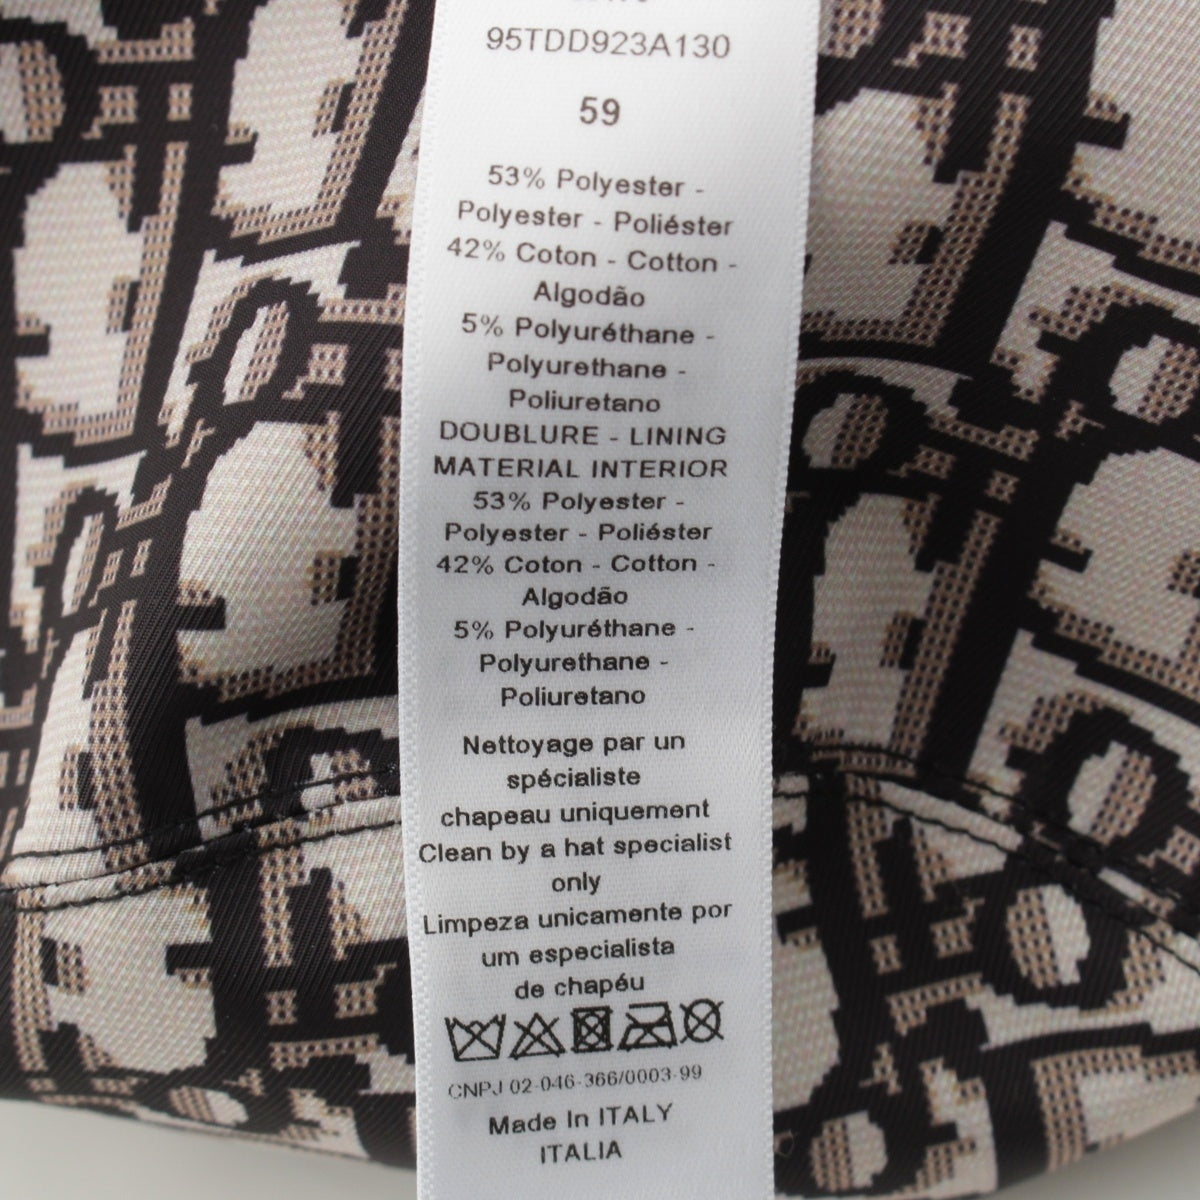 95TDD923A130
59
53% Polyester -
Polyester - Poliéster
42% Coton - Cotton -
Algodão
5% Polyuréthane -
Polyurethane -
Poliuretano
DOUBLURE - LINING
MATERIAL INTERIOR
53% Polyester -
Polyester - Poliéster
42% Coton - Cotton -
Algodão
5% Polyuréthane -
Polyurethane -
Poliuretano
Nettoyage par un
spécialiste
chapeau uniquement
Clean by a hat specialist
only
Limpeza unicamente por
um especialista
de chapéu
CNPJ 02-046-366/0003-99
Made In ITALY
ITALIA